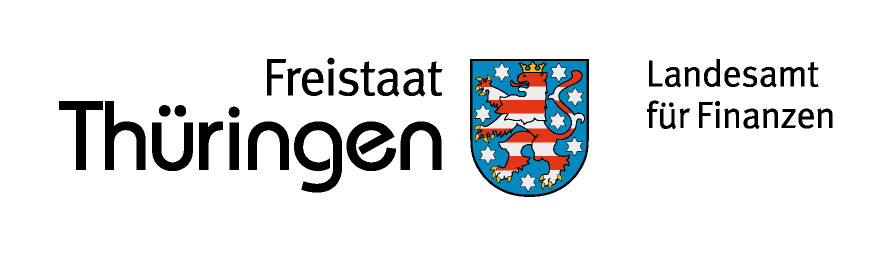 Freistaat
Thüringen
Landesamt
für Finanzen